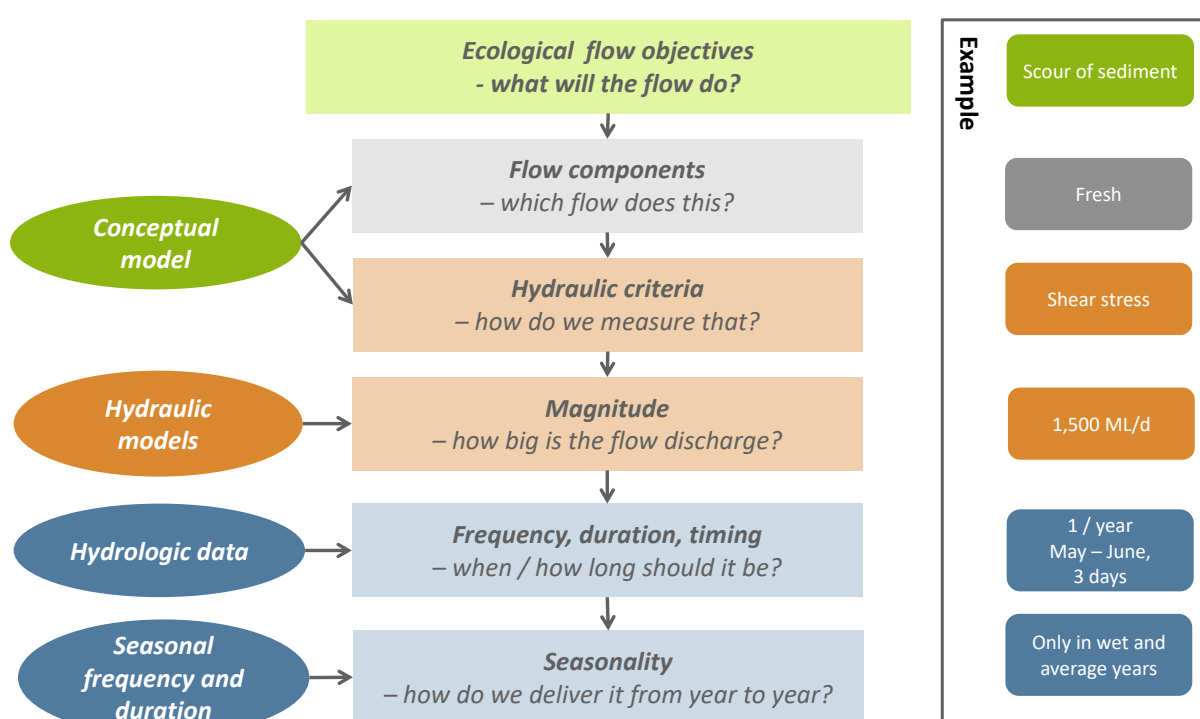 Ecological flow objectives
- what will the flow do?
Flow components
– which flow does this?
Conceptual
model
Hydraulic criteria
– how do we measure that?
Hydraulic
models
Magnitude
– how big is the flow discharge?
Hydrologic data
Frequency, duration, timing
– when / how long should it be?
Seasonal
frequency and
duration
Seasonality
– how do we deliver it from year to year?
Example
Scour of sediment
Fresh
Shear stress
1,500 ML/d
1 / year
May – June,
3 days
Only in wet and
average years